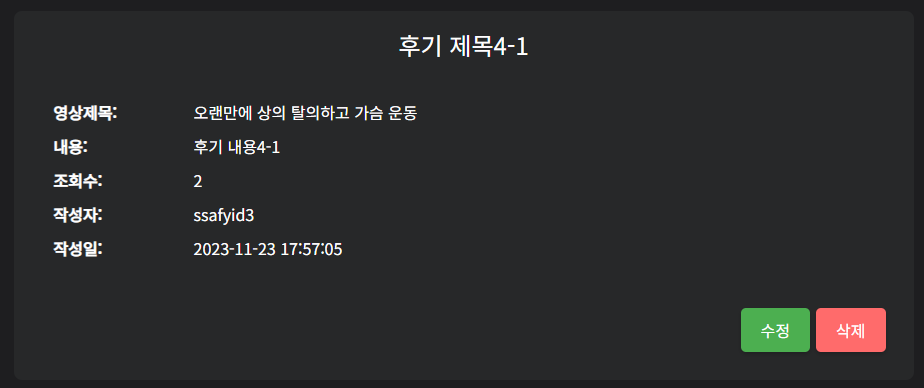 후기 제목4-1
영상제목: 오랜만에 상의 탈의하고 가슴 운동
내용: 후기 내용4-1
조회수: 2
작성자: ssafyid3
작성일: 2023-11-23 17:57:05
수정 삭제